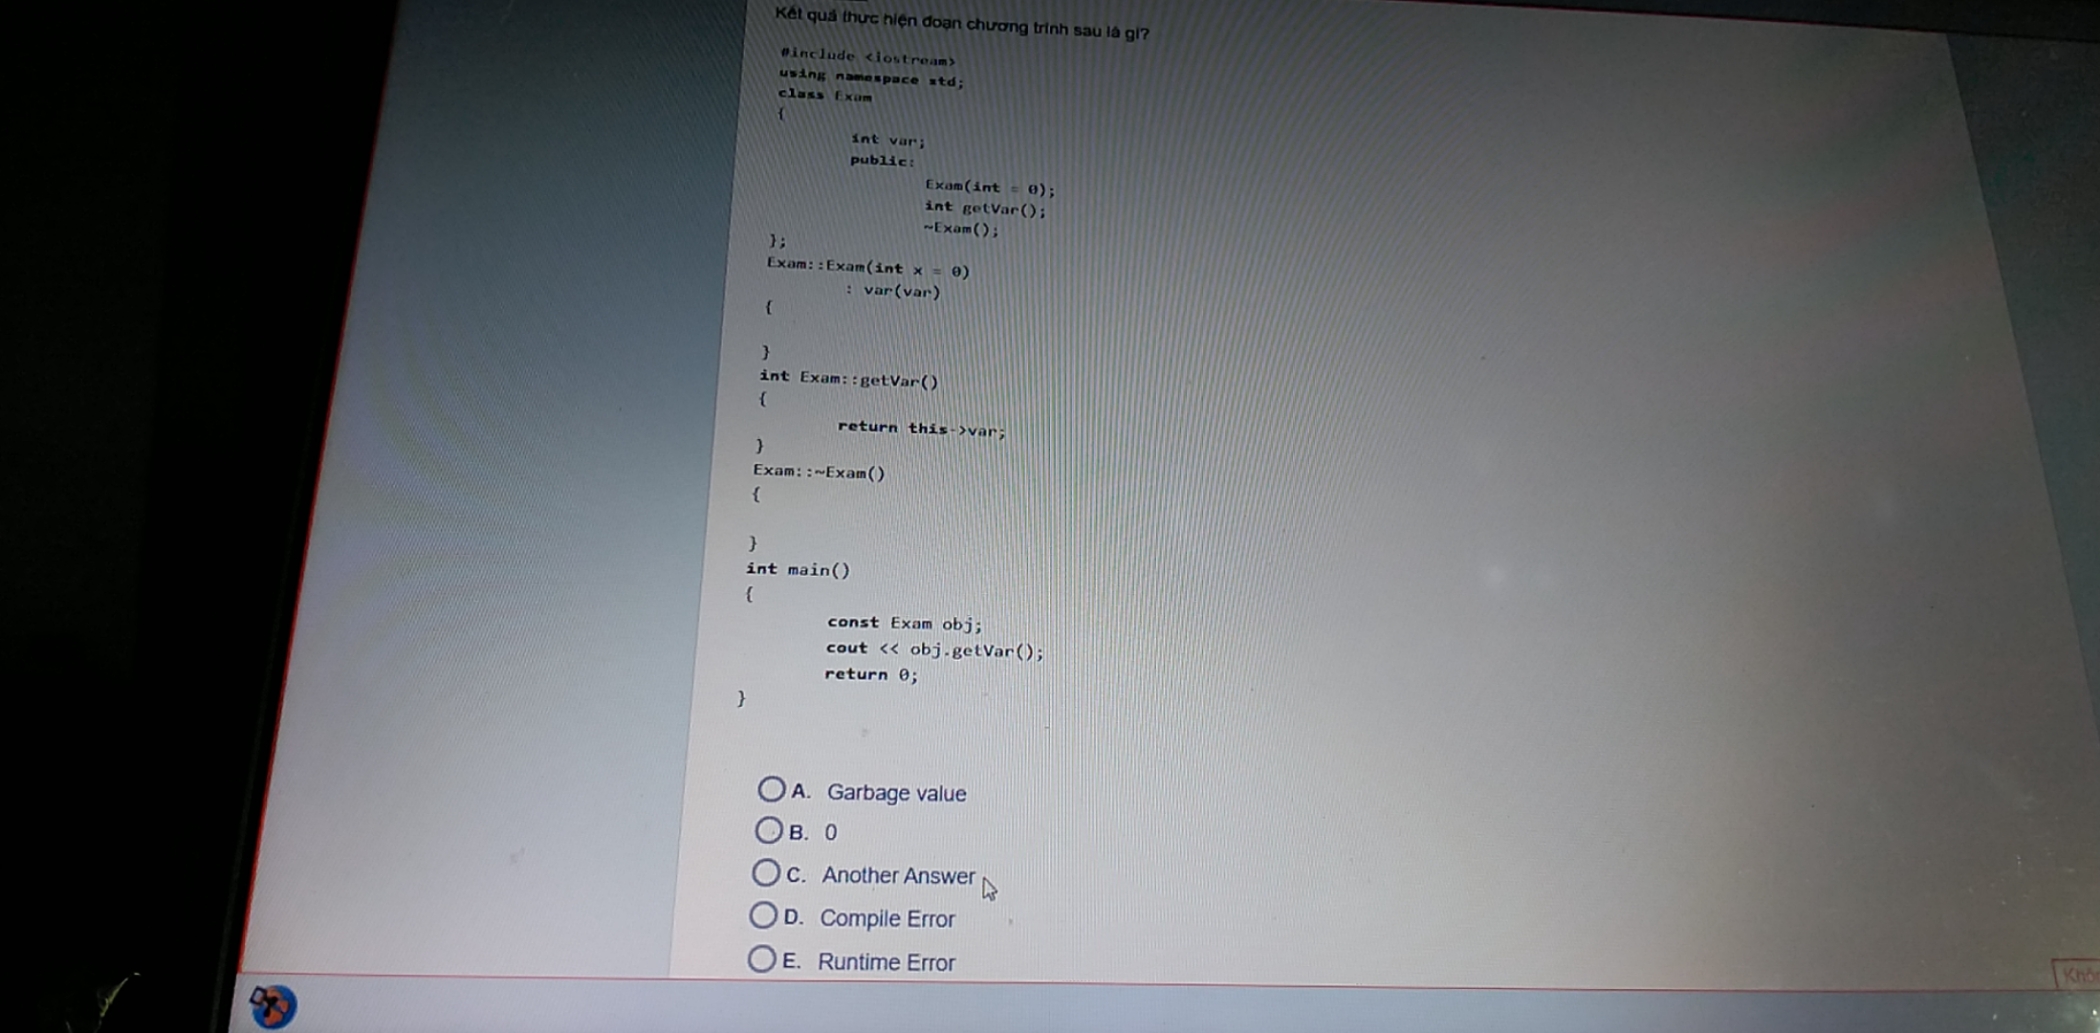 Kết quả thực hiện đoạn chương trình sau là gì?
#include <iostream>
using namespace std;
class Exam
{
int var;
public:
Exam(int = 0);
int getVar();
~Exam();
};
Exam::Exam(int x = 0)
: var(var)
{
}
int Exam::getVar()
{
return this->var;
}
Exam::~Exam()
{
}
int main()
{
const Exam obj;
cout << obj.getVar();
return 0;
}
A. Garbage value
B. 0
C. Another Answer
D. Compile Error
E. Runtime Error